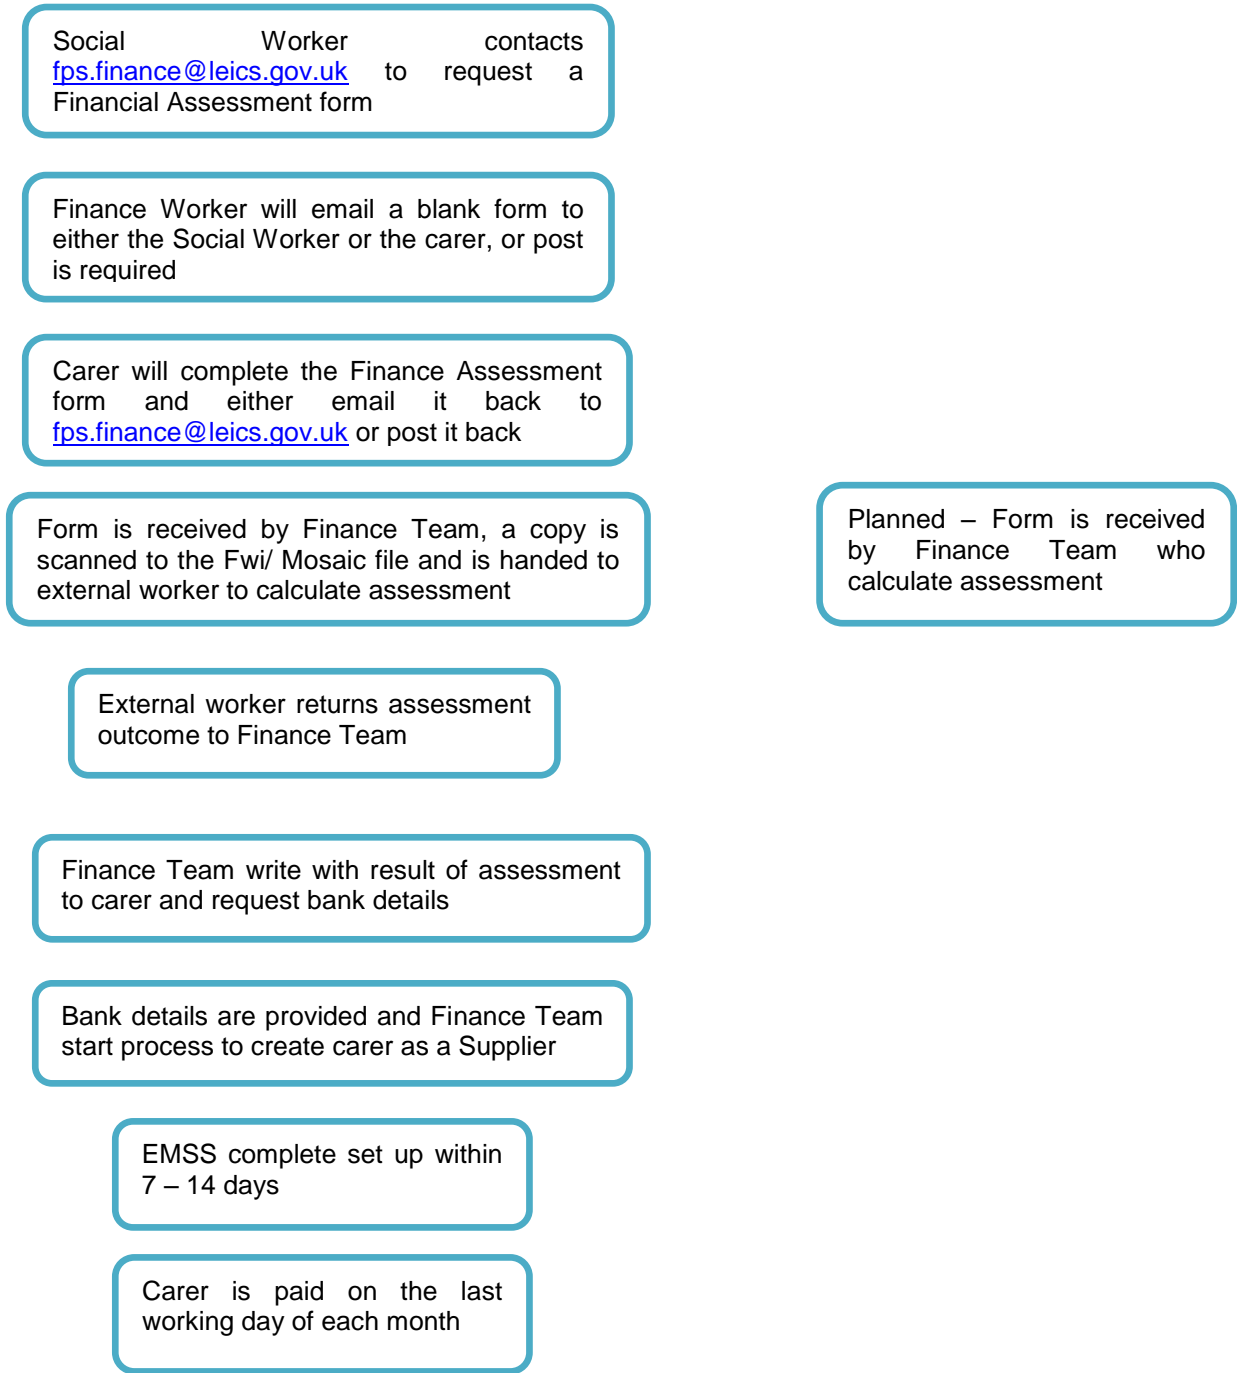 Social Worker contacts
fps.finance@leics.gov.uk to request a
Financial Assessment form
Finance Worker will email a blank form to
either the Social Worker or the carer, or post
is required
Carer will complete the Finance Assessment
form and either email it back to
fps.finance@leics.gov.uk or post it back
Form is received by Finance Team, a copy is
scanned to the Fwi/ Mosaic file and is handed to
external worker to calculate assessment
Planned – Form is received
by Finance Team who
calculate assessment
External worker returns assessment
outcome to Finance Team
Finance Team write with result of assessment
to carer and request bank details
Bank details are provided and Finance Team
start process to create carer as a Supplier
EMSS complete set up within
7 – 14 days
Carer is paid on the last
working day of each month